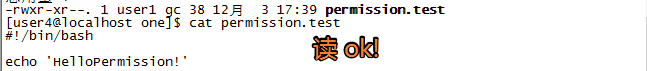 -rwxr-xr--. 1 user1 gc 38 12月  3 17:39 permission.test
[user4@localhost one]$ cat permission.test
#!/bin/bash
读 ok!
echo 'HelloPermission!'